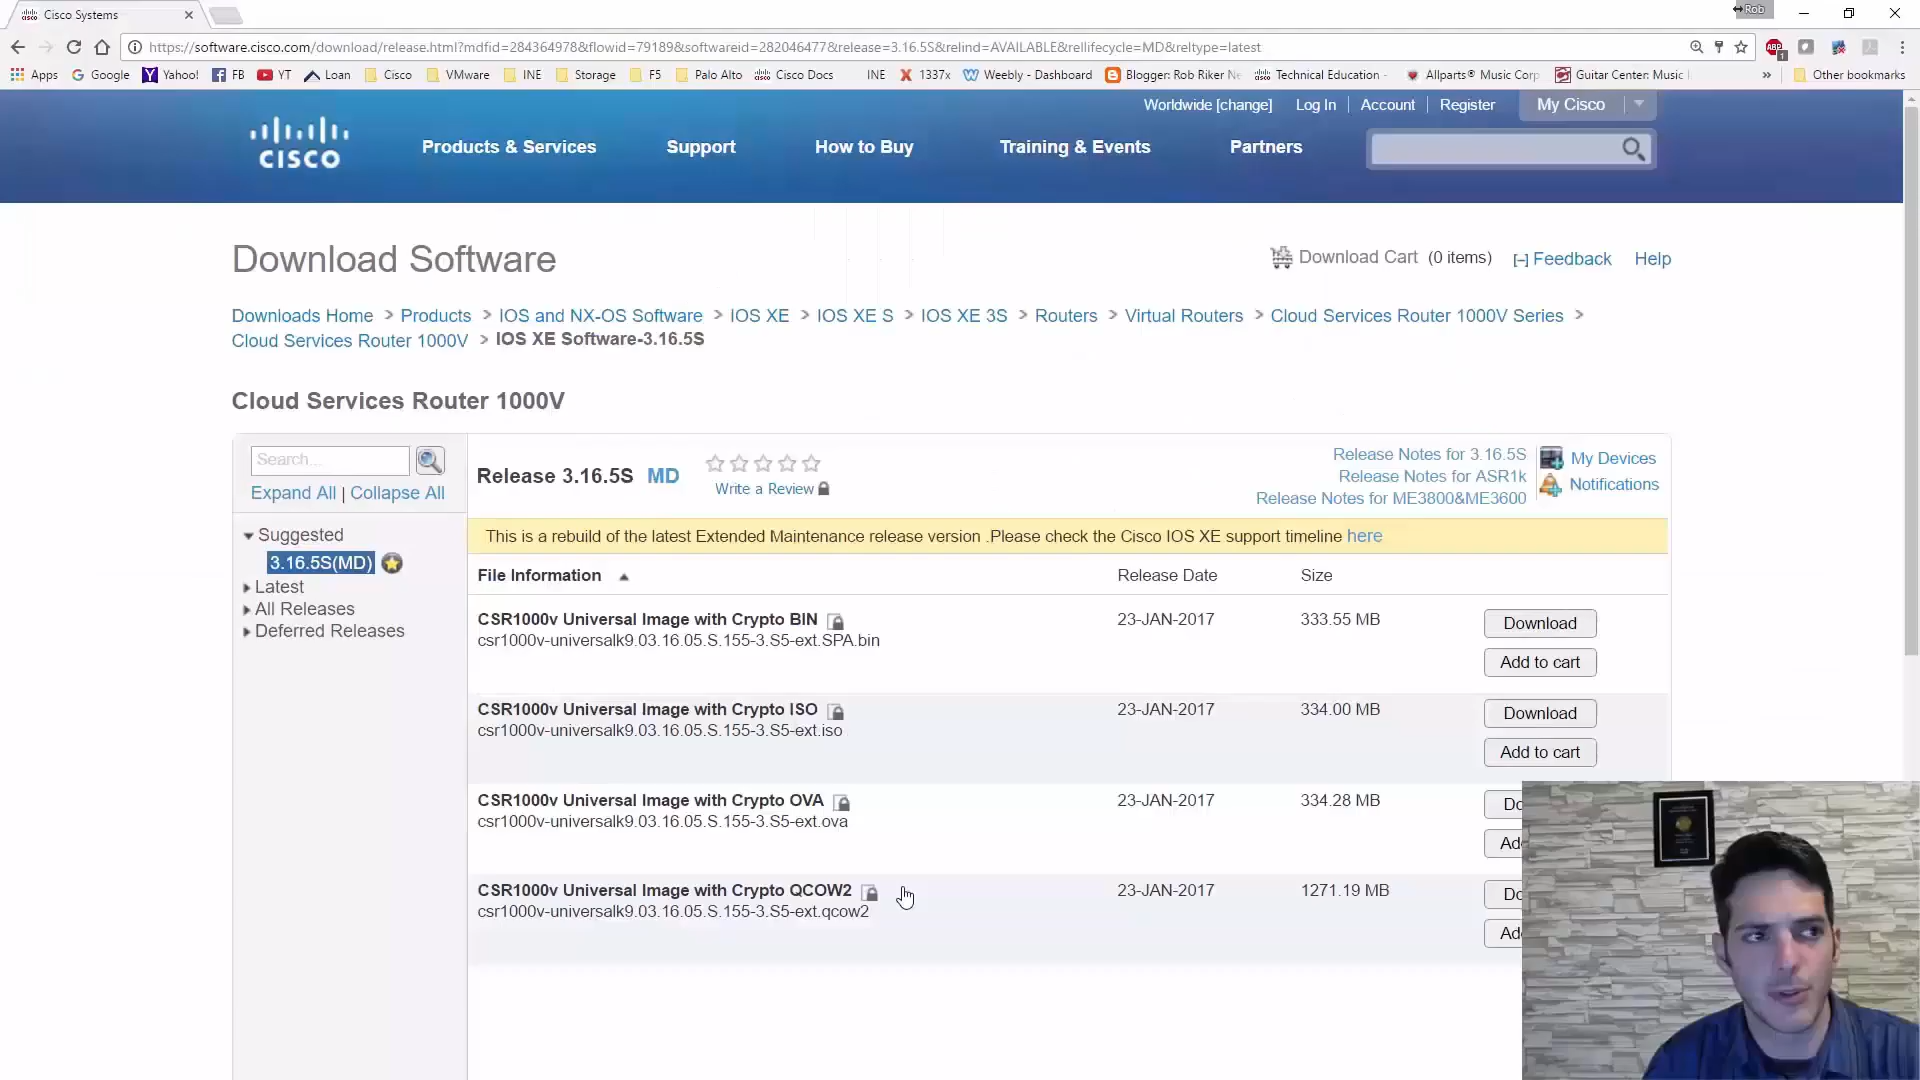 Cisco Systems
Rob
https://software.cisco.com/download/release.html?mdfid=284364978&flowid=79189&softwareid=282046477&release=3.16.5S&relind=AVAILABLE&rellifecycle=MD&reltype=latest
ABP 1
Apps Google Yahoo! FB YT Loan Cisco VMware INE Storage F5 Palo Alto Cisco Docs INE 1337x Weebly - Dashboard Blogger: Rob Riker Ne Technical Education - Allparts® Music Corp Guitar Center: Music » Other bookmarks
Worldwide [change] Log In Account Register My Cisco
CISCO
Products & Services Support How to Buy Training & Events Partners
Download Software
Download Cart (0 items) [-] Feedback Help
Downloads Home > Products > IOS and NX-OS Software > IOS XE > IOS XE S > IOS XE 3S > Routers > Virtual Routers > Cloud Services Router 1000V Series >
Cloud Services Router 1000V > IOS XE Software-3.16.5S
Cloud Services Router 1000V
Search...
Expand All | Collapse All
Suggested
3.16.5S(MD)
Latest
All Releases
Deferred Releases
Release 3.16.5S MD
Write a Review
Release Notes for 3.16.5S
Release Notes for ASR1k
Release Notes for ME3800&ME3600
My Devices
Notifications
This is a rebuild of the latest Extended Maintenance release version .Please check the Cisco IOS XE support timeline here
File Information Release Date Size
CSR1000v Universal Image with Crypto BIN 23-JAN-2017 333.55 MB Download
csr1000v-universalk9.03.16.05.S.155-3.S5-ext.SPA.bin
Add to cart
CSR1000v Universal Image with Crypto ISO 23-JAN-2017 334.00 MB Download
csr1000v-universalk9.03.16.05.S.155-3.S5-ext.iso
Add to cart
CSR1000v Universal Image with Crypto OVA 23-JAN-2017 334.28 MB Do
csr1000v-universalk9.03.16.05.S.155-3.S5-ext.ova
Ad
CSR1000v Universal Image with Crypto QCOW2 23-JAN-2017 1271.19 MB Do
csr1000v-universalk9.03.16.05.S.155-3.S5-ext.qcow2
Ad